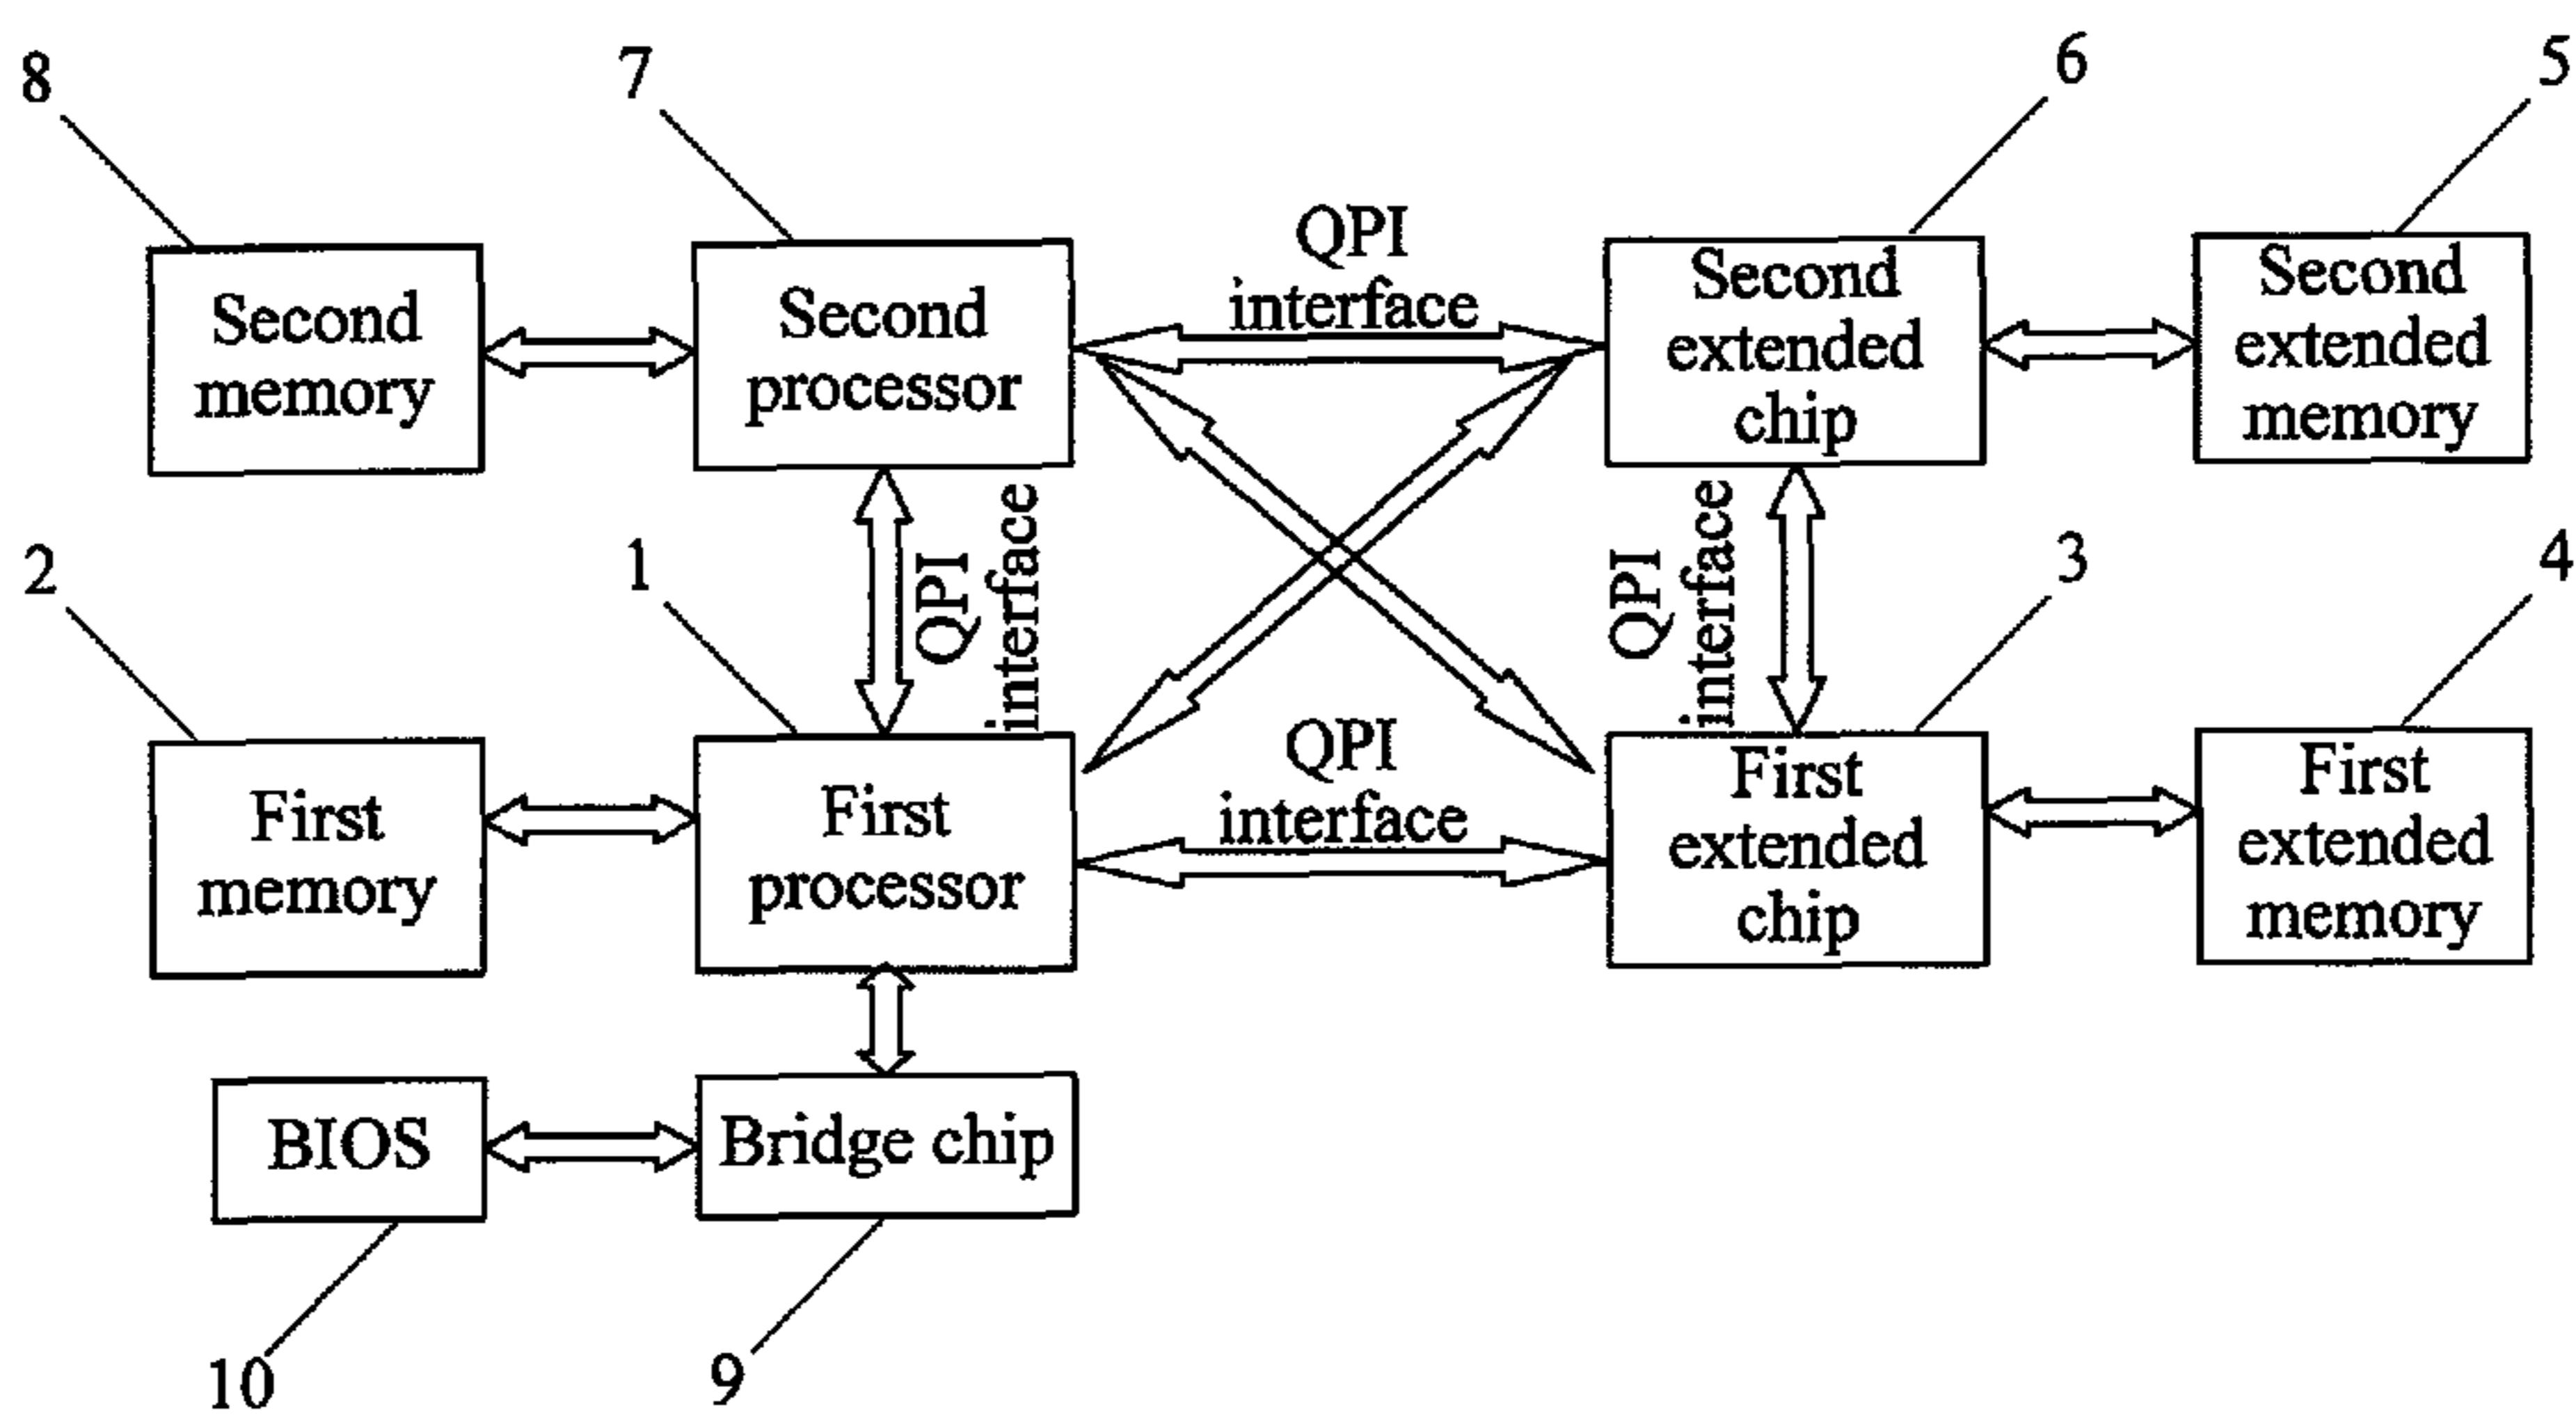 8
7
6
5
Second
memory
Second
processor
QPI
interface
Second
extended
chip
Second
extended
memory
QPI
interface
QPI
interface
2
1
3
4
First
memory
First
processor
QPI
interface
First
extended
chip
First
extended
memory
BIOS
Bridge chip
10
9